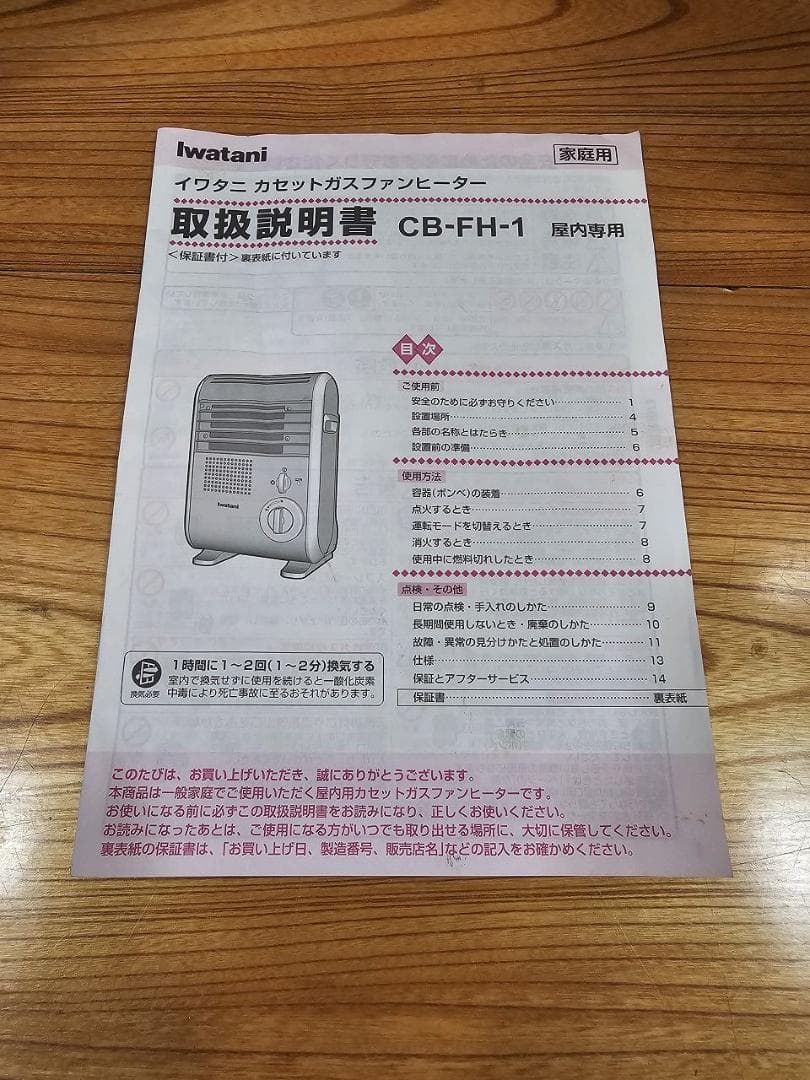 Iwatani
家庭用
イワタニ カセットガスファンヒーター
取扱説明書 CB-FH-1 屋内専用
＜保証書付＞裏表紙に付いています
目次
ご使用前
安全のために必ずお守りください…………………1
設置場所…………………4
各部の名称とはたらき…………………5
設置前の準備…………………6
使用方法
容器(ボンベ)の装着…………………6
点火するとき…………………7
運転モードを切替えるとき…………………7
消火するとき…………………8
使用中に燃料切れしたとき…………………8
点検・その他
日常の点検・手入れのしかた…………………9
長期間使用しないとき・廃棄のしかた…………………10
故障・異常の見分けかたと処置のしかた…………………11
仕様…………………13
保証とアフターサービス…………………14
保証書…………………裏表紙
Iwatani
換気必要
1時間に1～2回(1～2分)換気する
室内で換気せずに使用を続けると一酸化炭素
中毒により死亡事故に至るおそれがあります。
このたびは、お買い上げいただき、誠にありがとうございます。
本商品は一般家庭でご使用いただく屋内用カセットガスファンヒーターです。
お使いになる前に必ずこの取扱説明書をお読みになり、正しくお使いください。
お読みになったあとは、ご使用になる方がいつでも取り出せる場所に、大切に保管してください。
裏表紙の保証書は、「お買い上げ日、製造番号、販売店名」などの記入をお確かめください。